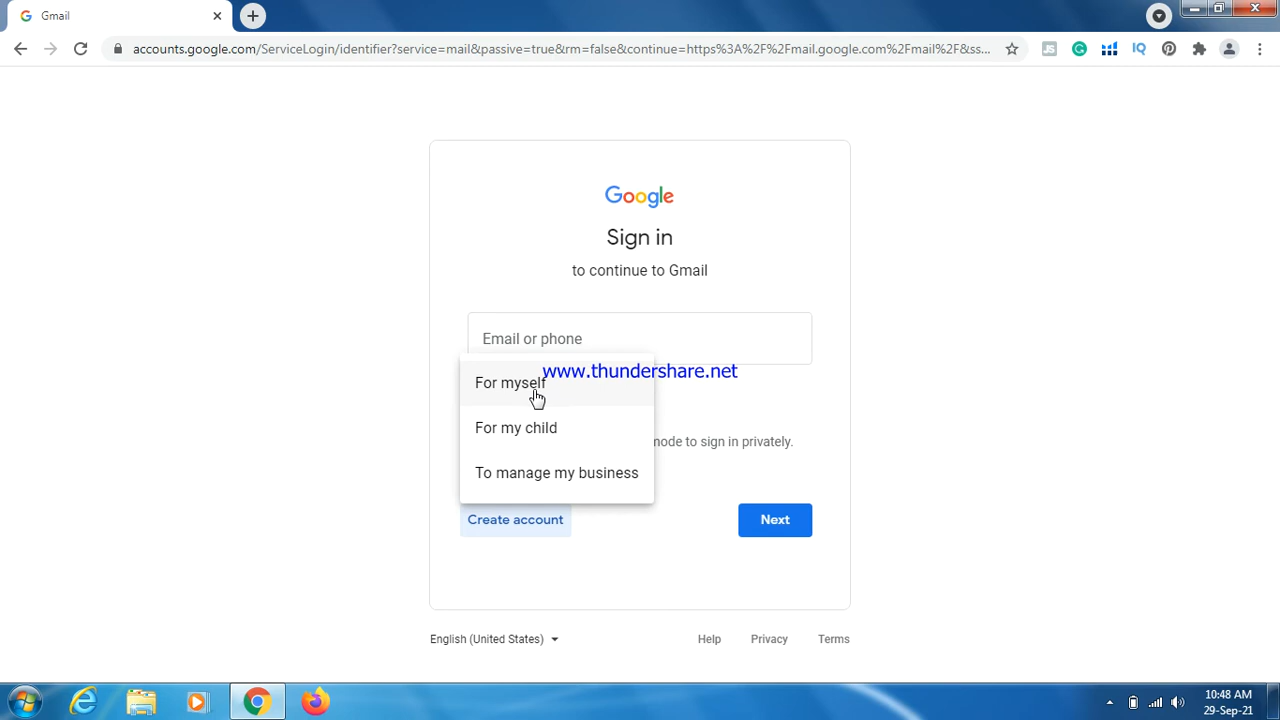 Gmail
accounts.google.com/ServiceLogin/identifier?service=mail&passive=true&rm=false&continue=https%3A%2F%2Fmail.google.com%2Fmail%2F&ss...
JS
IQ
Google
Sign in
to continue to Gmail
Email or phone
www.thundershare.net
For myself
For my child
mode to sign in privately.
To manage my business
Create account
Next
English (United States)
Help
Privacy
Terms
10:48 AM
29-Sep-21